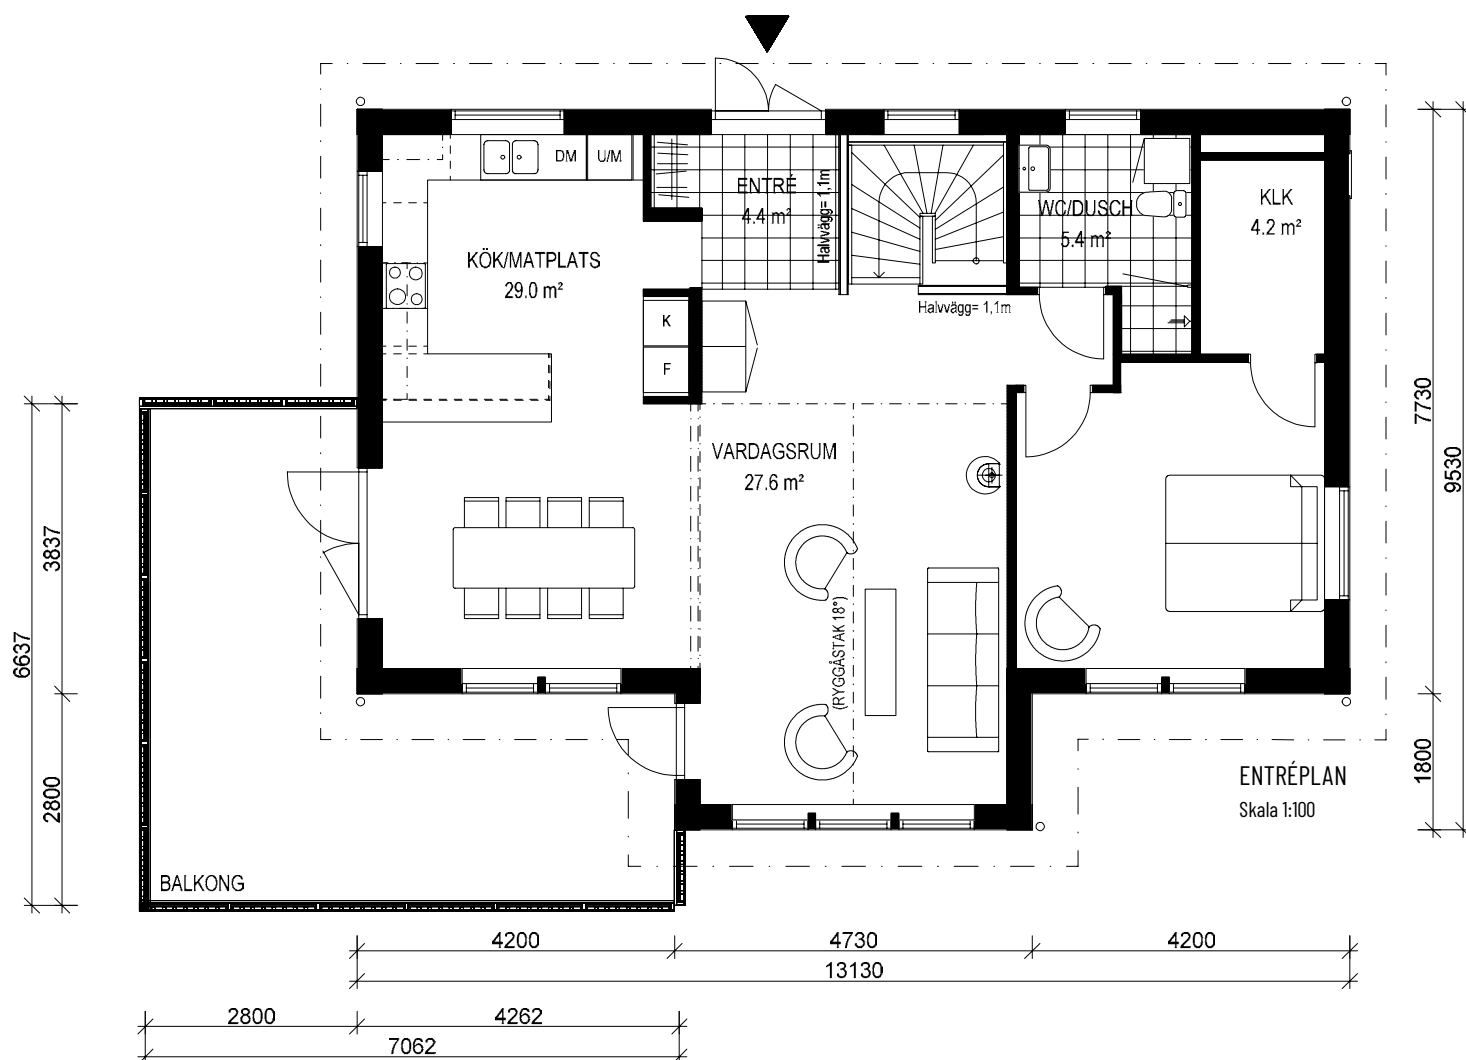 DM
U/M
ENTRÉ
4.4 m²
Halvvägg= 1,1m
WC/DUSCH
5.4 m²
KLK
4.2 m²
KÖK/MATPLATS
29.0 m²
K
F
Halvvägg= 1,1m
VARDAGSRUM
27.6 m²
(RYGGÅSTAK 18°)
BALKONG
ENTRÉPLAN
Skala 1:100
3837
6637
2800
7730
9530
1800
4200
4730
4200
13130
2800
4262
7062